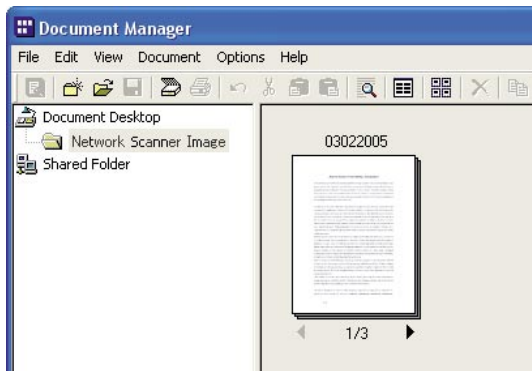 Document Manager
File Edit View Document Options Help
Document Desktop
Network Scanner Image
Shared Folder
03022005
1/3